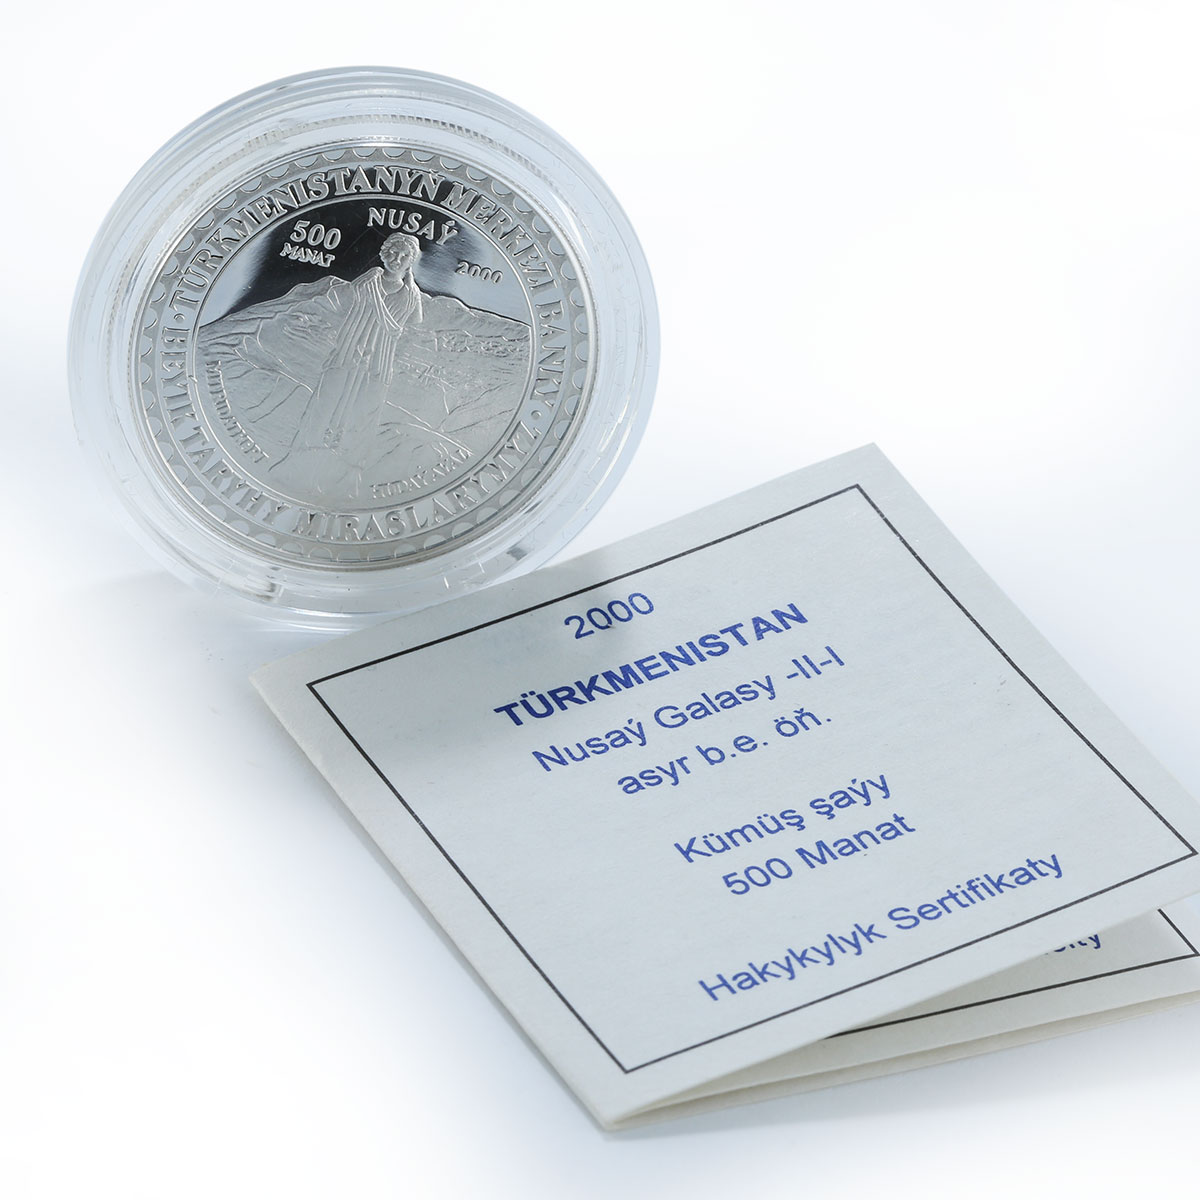 TÜRKMENISTANYŇ MERKEZI BANKY
BEÝIK TARYHY MIRASLARYMYZ
500
MANAT
NUSAÝ
2000
2000
TÜRKMENISTAN
Nusaý Galasy -II-I
asyr b.e. öň.
Kümüş şaýy
500 Manat
Hakykylyk Sertifikaty